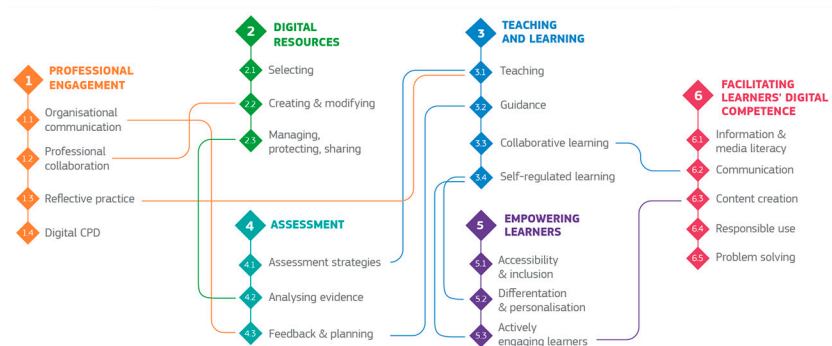 1
PROFESSIONAL
ENGAGEMENT
1.1
Organisational
communication
1.2
Professional
collaboration
1.3
Reflective practice
1.4
Digital CPD
2
DIGITAL
RESOURCES
2.1
Selecting
2.2
Creating & modifying
2.3
Managing,
protecting, sharing
4
ASSESSMENT
4.1
Assessment strategies
4.2
Analysing evidence
4.3
Feedback & planning
3
TEACHING
AND LEARNING
3.1
Teaching
3.2
Guidance
3.3
Collaborative learning
3.4
Self-regulated learning
5
EMPOWERING
LEARNERS
5.1
Accessibility
& inclusion
5.2
Differentation
& personalisation
5.3
Actively
engaging learners
6
FACILITATING
LEARNERS' DIGITAL
COMPETENCE
6.1
Information &
media literacy
6.2
Communication
6.3
Content creation
6.4
Responsible use
6.5
Problem solving